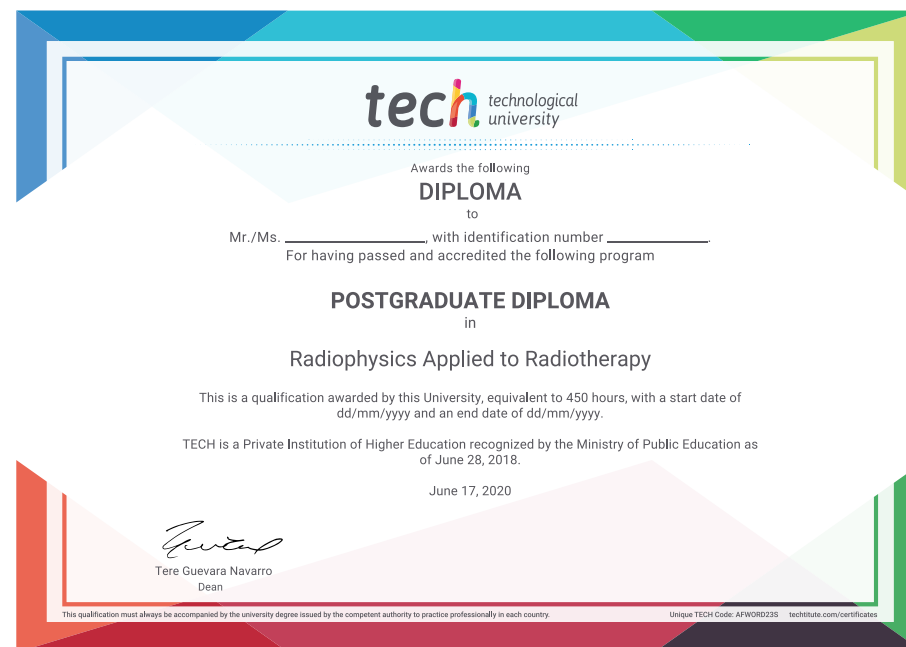 tech technological
university
Awards the following
DIPLOMA
to
Mr./Ms. ____________________, with identification number ______________.
For having passed and accredited the following program
POSTGRADUATE DIPLOMA
in
Radiophysics Applied to Radiotherapy
This is a qualification awarded by this University, equivalent to 450 hours, with a start date of
dd/mm/yyyy and an end date of dd/mm/yyyy.
TECH is a Private Institution of Higher Education recognized by the Ministry of Public Education as
of June 28, 2018.
June 17, 2020
Tere Guevara Navarro
Dean
This qualification must always be accompanied by the university degree issued by the competent authority to practice professionally in each country.
Unique TECH Code: AFWORD23S techtitute.com/certificates